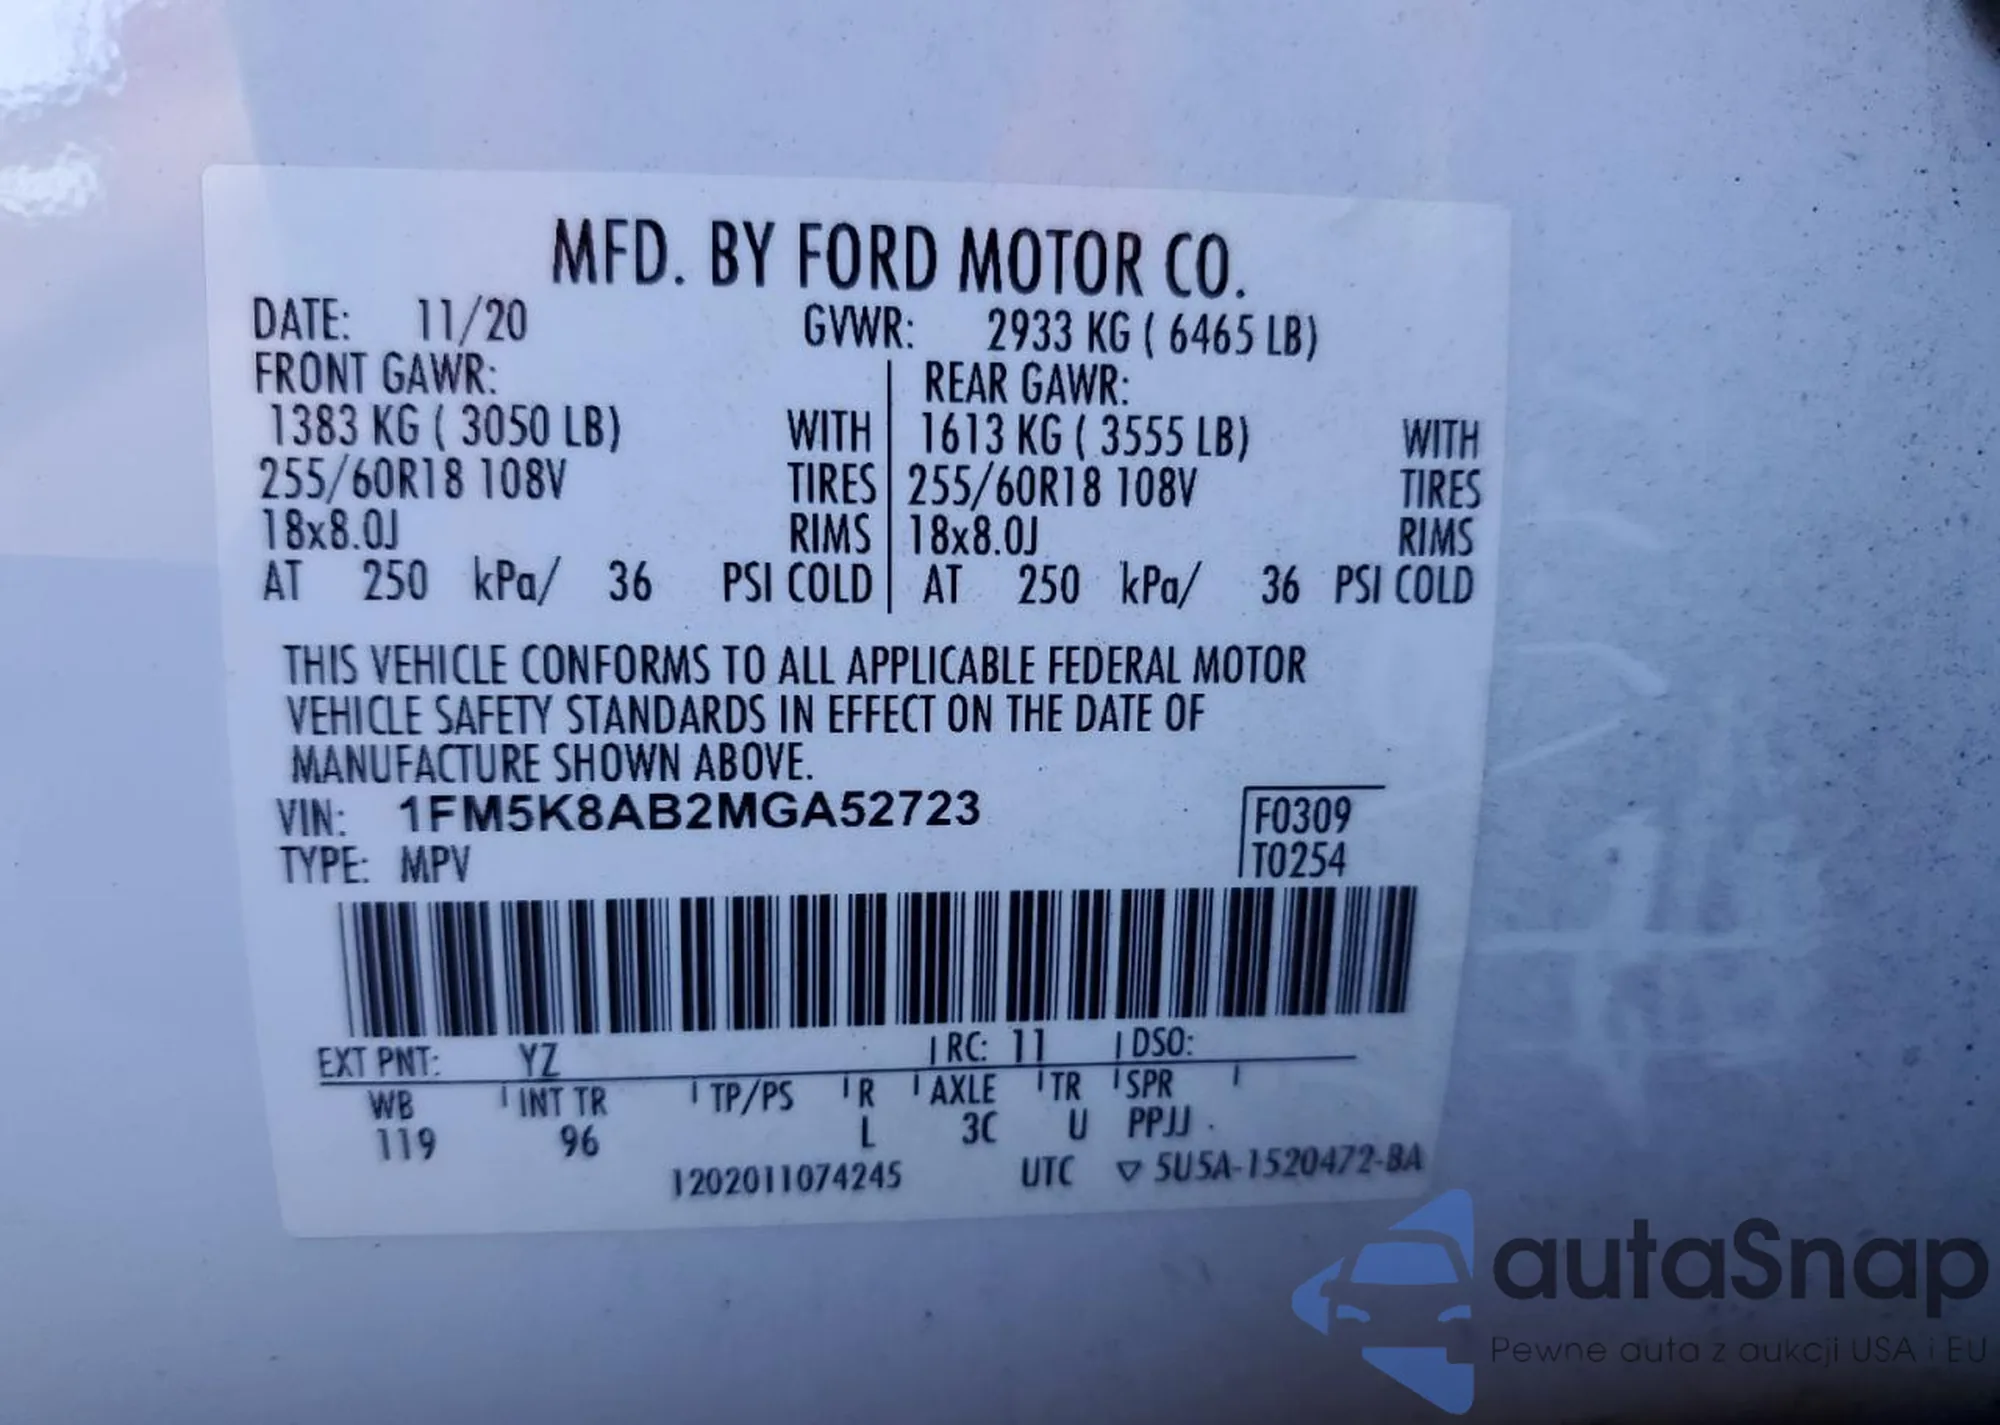 MFD. BY FORD MOTOR CO.
DATE: 11/20 GVWR: 2933 KG ( 6465 LB)
FRONT GAWR: REAR GAWR:
1383 KG ( 3050 LB) WITH 1613 KG ( 3555 LB) WITH
255/60R18 108V TIRES 255/60R18 108V TIRES
18x8.0J RIMS 18x8.0J RIMS
AT 250 kPa/ 36 PSI COLD AT 250 kPa/ 36 PSI COLD
THIS VEHICLE CONFORMS TO ALL APPLICABLE FEDERAL MOTOR
VEHICLE SAFETY STANDARDS IN EFFECT ON THE DATE OF
MANUFACTURE SHOWN ABOVE.
VIN: 1FM5K8AB2MGA52723 F0309
TYPE: MPV T0254
EXT PNT: YZ RC: 11 DSO:
WB INT TR TP/PS R AXLE TR SPR
119 96 L 3C U PPJJ .
1202011074245 UTC ▽ 5U5A-1520472-BA
autaSnap
Pewne auta z aukcji USA i EU